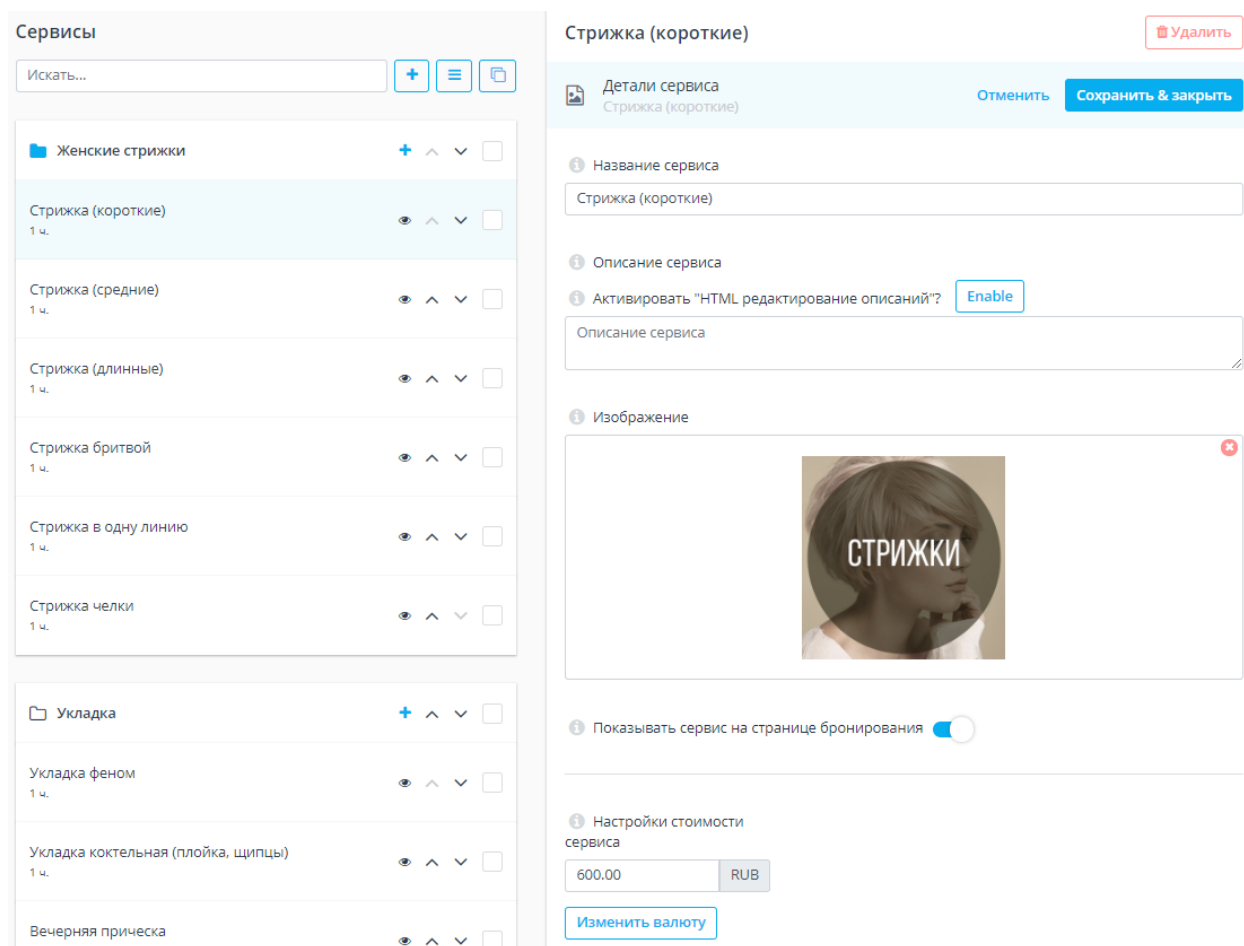 Сервисы
Искать...
Женские стрижки
Стрижка (короткие)
1 ч.
Стрижка (средние)
1 ч.
Стрижка (длинные)
1 ч.
Стрижка бритвой
1 ч.
Стрижка в одну линию
1 ч.
Стрижка челки
1 ч.
Укладка
Укладка феном
1 ч.
Укладка коктельная (плойка, щипцы)
1 ч.
Вечерняя прическа
Стрижка (короткие)
Удалить
Детали сервиса
Стрижка (короткие)
Отменить
Сохранить & закрыть
Название сервиса
Стрижка (короткие)
Описание сервиса
Активировать "HTML редактирование описаний"?
Enable
Описание сервиса
Изображение
СТРИЖКИ
Показывать сервис на странице бронирования
Настройки стоимости
сервиса
600.00 RUB
Изменить валюту